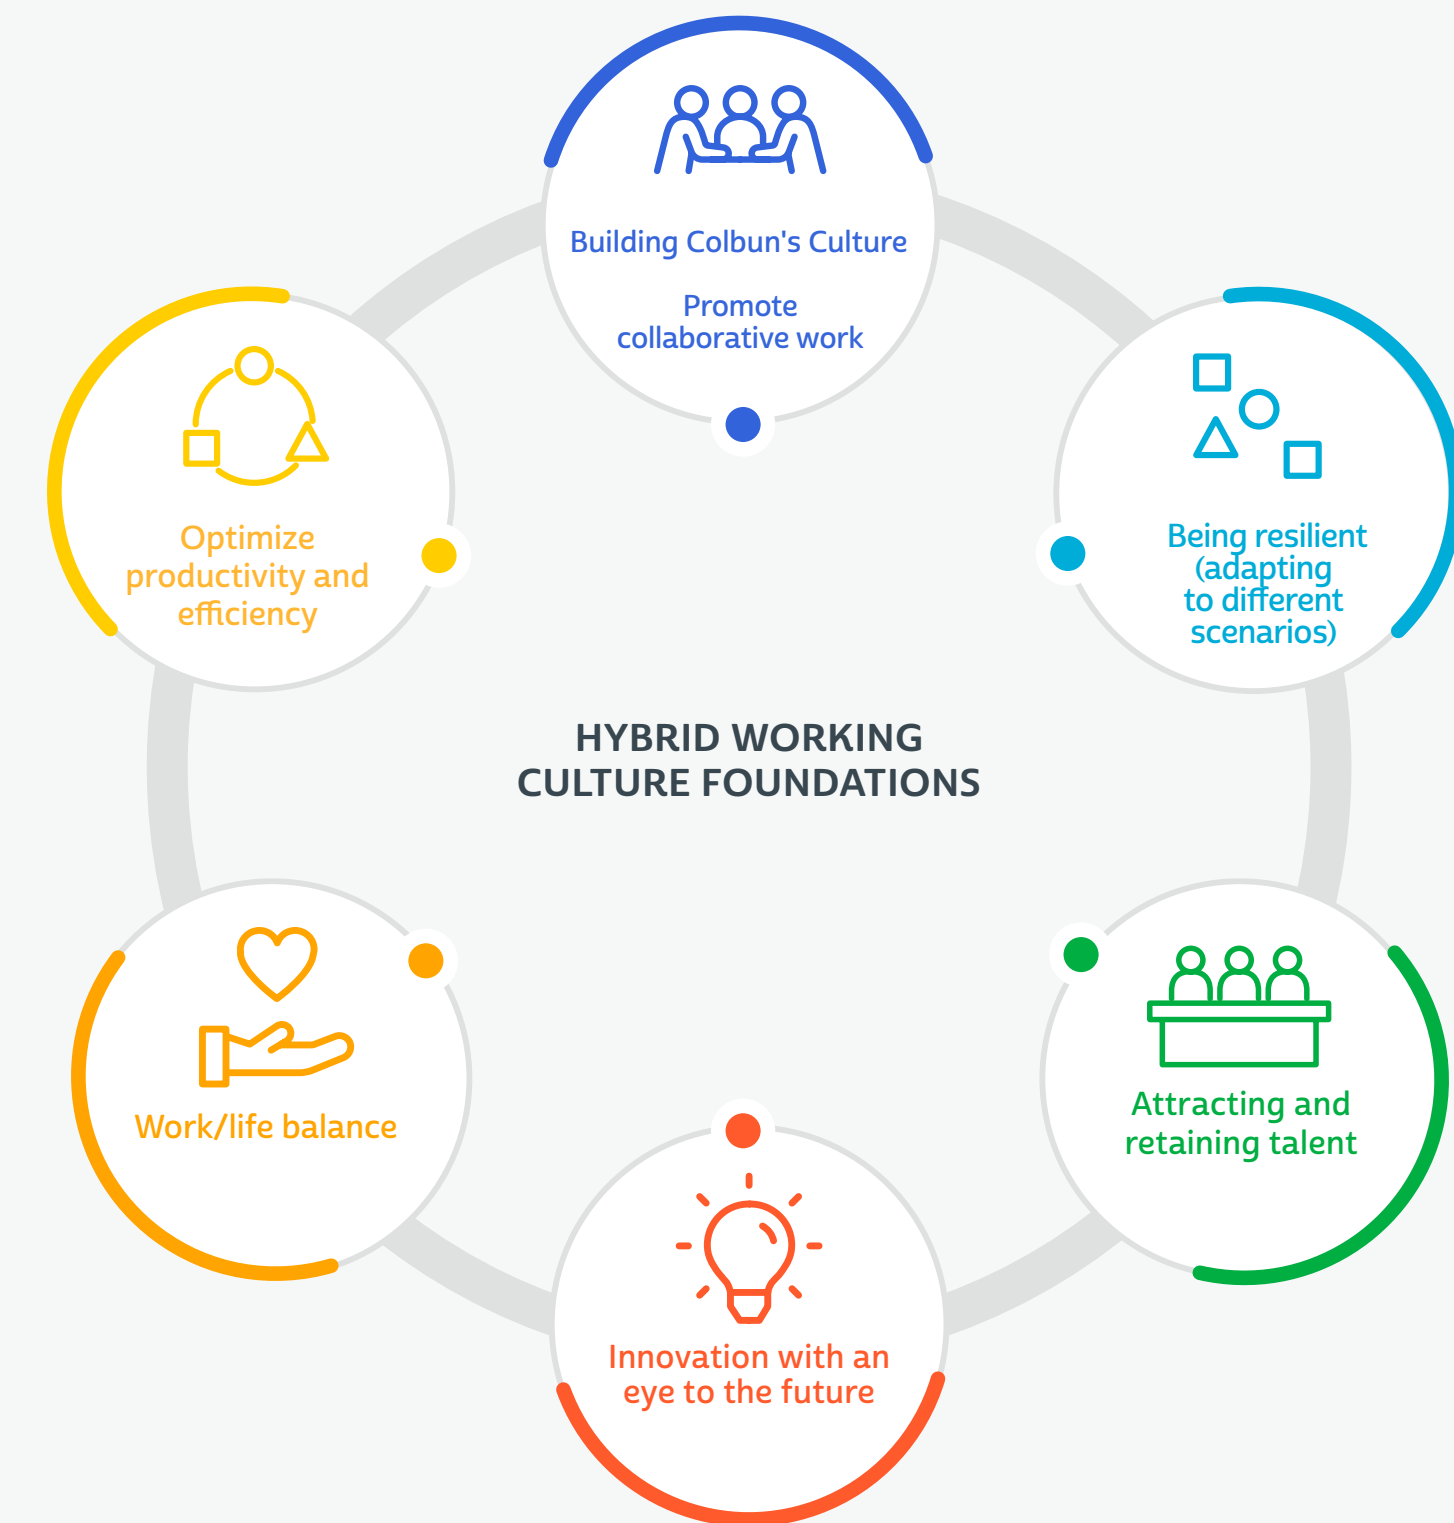 Building Colbun's Culture
Promote
collaborative work
Optimize
productivity and
efficiency
Being resilient
(adapting
to different
scenarios)
HYBRID WORKING
CULTURE FOUNDATIONS
Work/life balance
Attracting and
retaining talent
Innovation with an
eye to the future